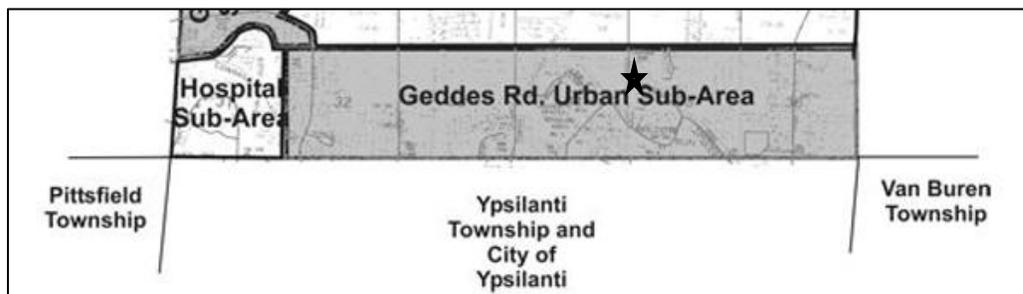 Hospital
Sub-Area
32
Geddes Rd. Urban Sub-Area
Pittsfield
Township
Ypsilanti
Township and
City of
Ypsilanti
Van Buren
Township